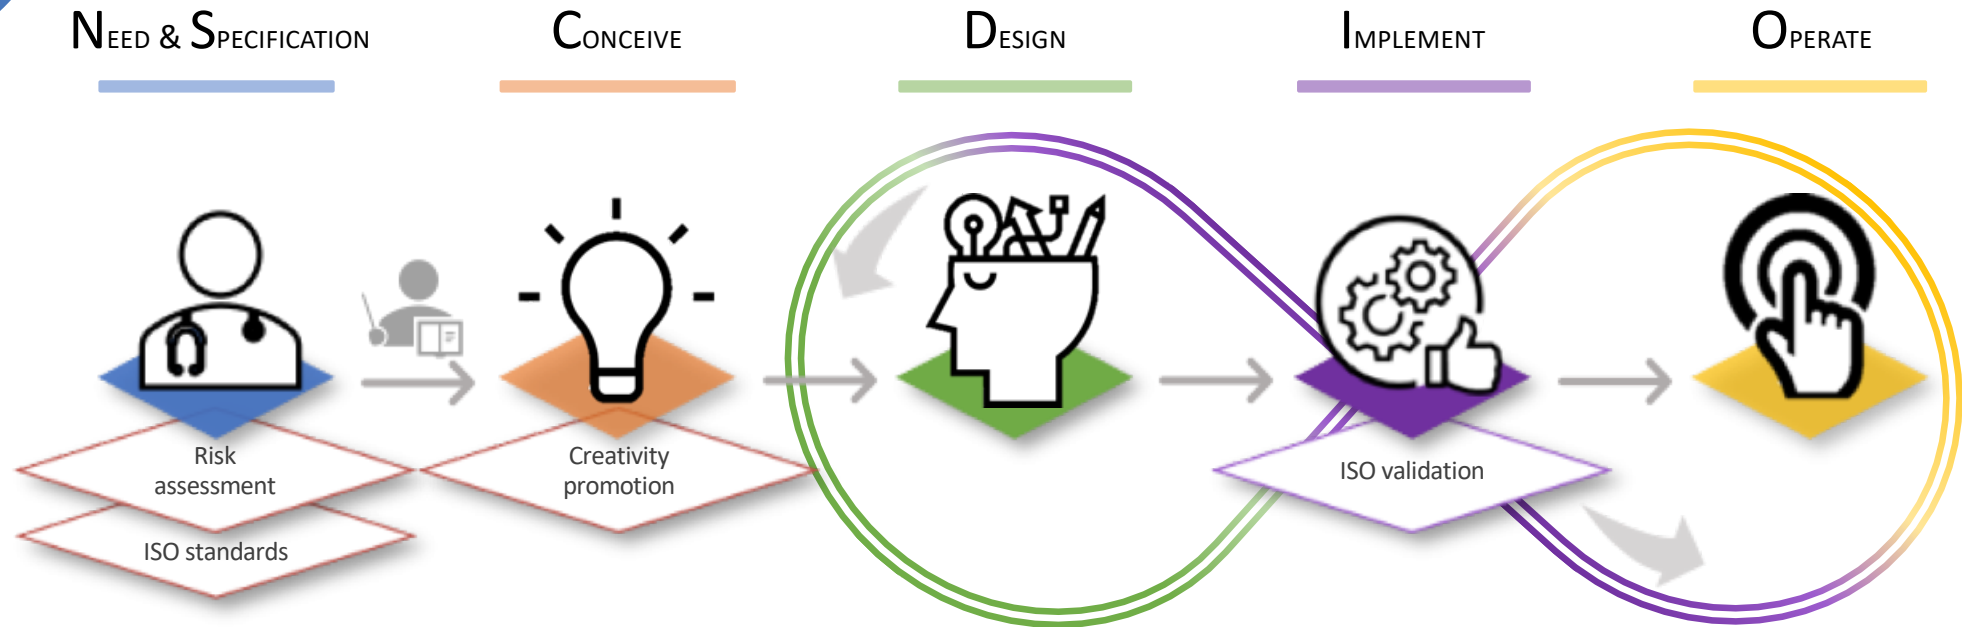 NEED & SPECIFICATION
CONCEIVE
DESIGN
IMPLEMENT
OPERATE
Risk
assessment
ISO standards
Creativity
promotion
ISO validation